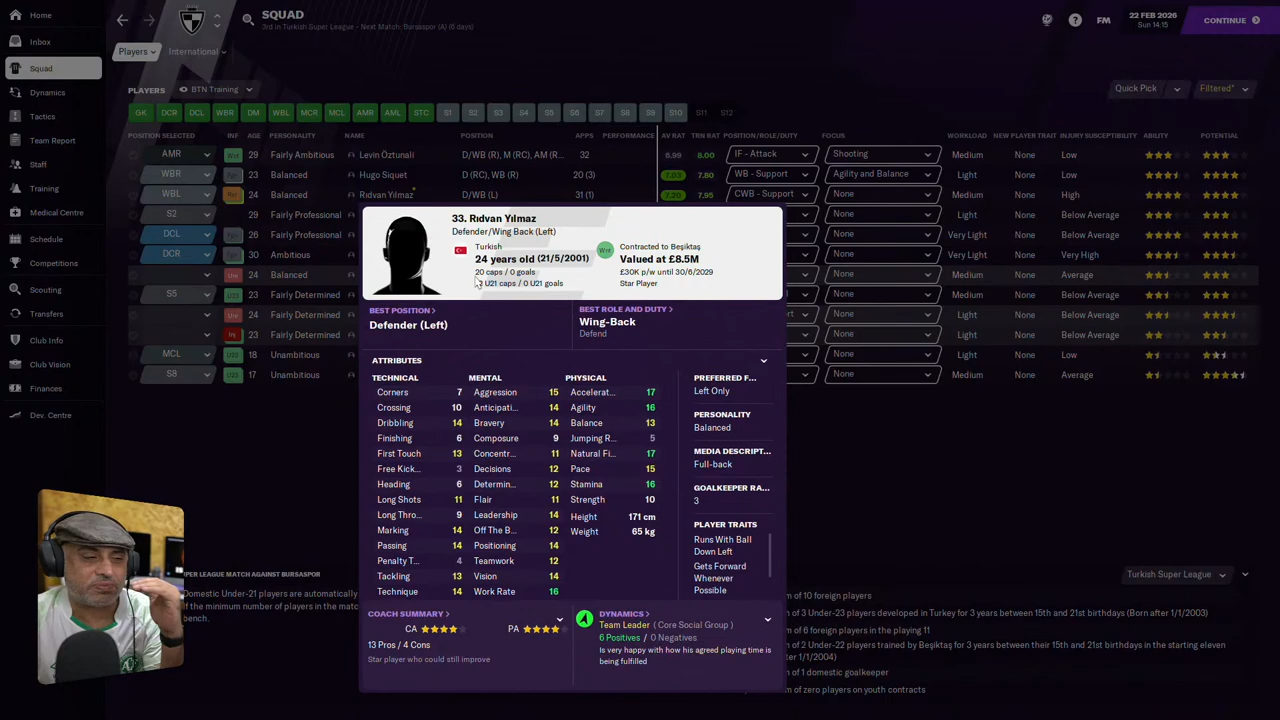 Home
SQUAD
3rd in Turkish Super League - Next Match: Bursaspor (A) (6 days)
FM
22 FEB 2026
Sun 14:15
CONTINUE
Inbox
Squad
Dynamics
Tactics
Team Report
Staff
Training
Medical Centre
Schedule
Competitions
Scouting
Transfers
Club Info
Club Vision
Finances
Dev. Centre
Players
International
PLAYERS
BTN Training
Quick Pick
Filtered*
GK DCR DCL WBR DM WBL MCR MCL AMR AML STC S1 S2 S3 S4 S5 S6 S7 S8 S9 S10 S11 S12
POSITION SELECTED INF AGE PERSONALITY NAME POSITION APPS PERFORMANCE AV RAT TRN RAT POSITION/ROLE/DUTY FOCUS WORKLOAD NEW PLAYER TRAIT INJURY SUSCEPTIBILITY ABILITY POTENTIAL
AMR Wnt 29 Fairly Ambitious Levin Öztunali D/WB (R), M (RC), AM (R... 32 6.99 8.00 IF - Attack Shooting Medium None Low
WBR 23 Balanced Hugo Siquet D (RC), WB (R) 20 (3) 7.03 7.80 WB - Support Agility and Balance Light None Low
WBL 24 Balanced Rıdvan Yılmaz D/WB (L) 31 (1) 7.20 7.95 CWB - Support None Medium None High
S2 29 Fairly Professional None Light None Below Average
DCL 26 Fairly Professional None Very Light None Below Average
DCR 30 Ambitious None Very Light None Very High
Une 24 Balanced None Medium None Average
S5 U23 23 Fairly Determined None Light None Below Average
Une 24 Fairly Determined None Light None Below Average
Inj 23 Fairly Determined None Medium None Below Average
MCL U23 18 Unambitious None Light None Low
S8 U23 17 Unambitious None Medium None Average
33. Rıdvan Yılmaz
Defender/Wing Back (Left)
Turkish
24 years old (21/5/2001)
20 caps / 0 goals
U21 caps / 0 U21 goals
Wnt
Contracted to Beşiktaş
Valued at £8.5M
£30K p/w until 30/6/2029
Star Player
BEST POSITION
Defender (Left)
BEST ROLE AND DUTY
Wing-Back
Defend
ATTRIBUTES
TECHNICAL
Corners 7
Crossing 10
Dribbling 14
Finishing 6
First Touch 13
Free Kick... 3
Heading 6
Long Shots 11
Long Thro... 9
Marking 14
Passing 14
Penalty T... 4
Tackling 13
Technique 14
MENTAL
Aggression 15
Anticipati... 14
Bravery 14
Composure 9
Concentr... 11
Decisions 12
Determin... 12
Flair 11
Leadership 14
Off The B... 12
Positioning 14
Teamwork 12
Vision 14
Work Rate 16
PHYSICAL
Accelerat... 17
Agility 16
Balance 13
Jumping R... 5
Natural Fi... 17
Pace 15
Stamina 16
Strength 10
Height 171 cm
Weight 65 kg
PREFERRED F...
Left Only
PERSONALITY
Balanced
MEDIA DESCRIPT...
Full-back
GOALKEEPER RA...
3
PLAYER TRAITS
Runs With Ball
Down Left
Gets Forward
Whenever
Possible
COACH SUMMARY
CA
PA
13 Pros / 4 Cons
Star player who could still improve
DYNAMICS
Team Leader ( Core Social Group )
6 Positives / 0 Negatives
Is very happy with how his agreed playing time is
being fulfilled
UPER LEAGUE MATCH AGAINST BURSASPOR
Domestic Under-21 players are automatically
if the minimum number of players in the match
bench.
Turkish Super League
m of 10 foreign players
m of 3 Under-23 players developed in Turkey for 3 years between 15th and 21st birthdays (Born after 1/1/2003)
m of 6 foreign players in the playing 11
m of 2 Under-22 players trained by Beşiktaş for 3 years between their 15th and 21st birthdays in the starting eleven
after 1/1/2004)
m of 1 domestic goalkeeper
m of zero players on youth contracts